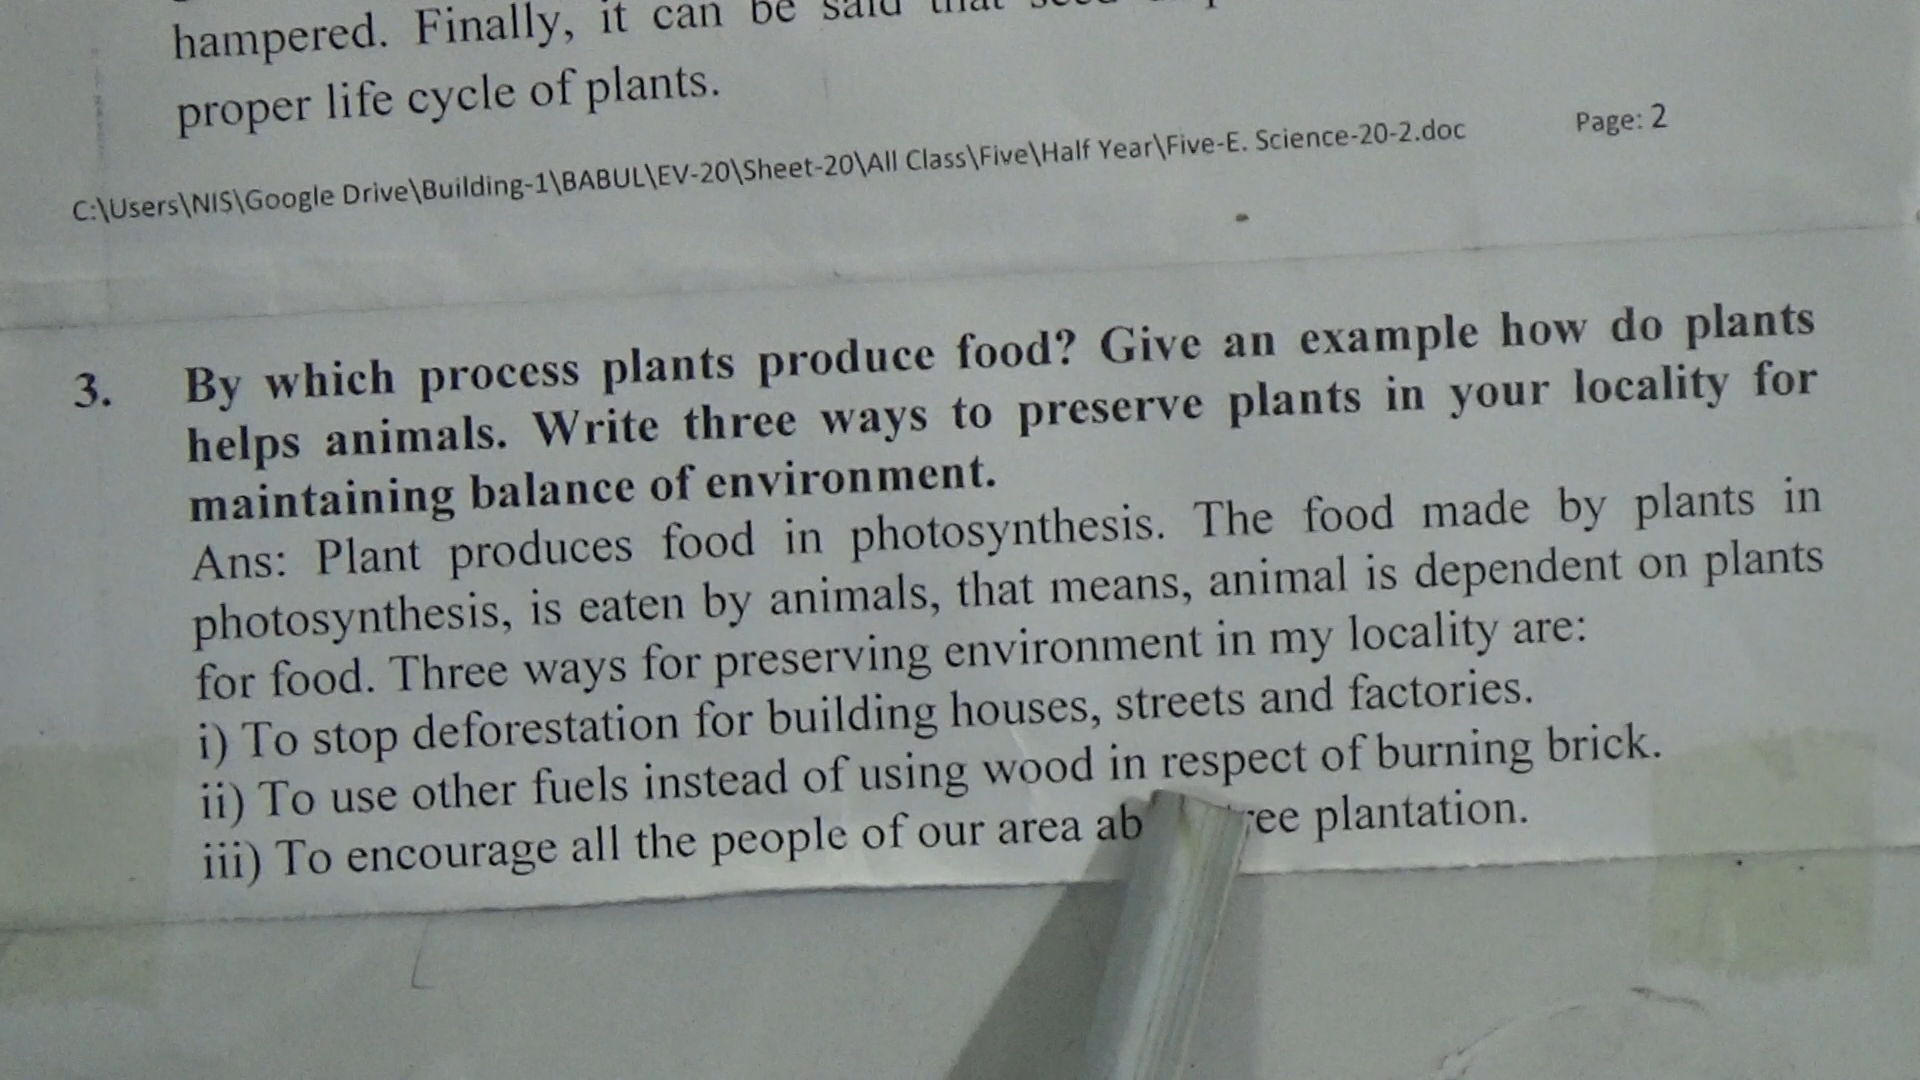 hampered. Finally, it can be said that seed
proper life cycle of plants.
C:\Users\NIS\Google Drive\Building-1\BABUL\EV-20\Sheet-20\All Class\Five\Half Year\Five-E. Science-20-2.doc Page: 2
3. By which process plants produce food? Give an example how do plants
helps animals. Write three ways to preserve plants in your locality for
maintaining balance of environment.
Ans: Plant produces food in photosynthesis. The food made by plants in
photosynthesis, is eaten by animals, that means, animal is dependent on plants
for food. Three ways for preserving environment in my locality are:
i) To stop deforestation for building houses, streets and factories.
ii) To use other fuels instead of using wood in respect of burning brick.
iii) To encourage all the people of our area plantation.